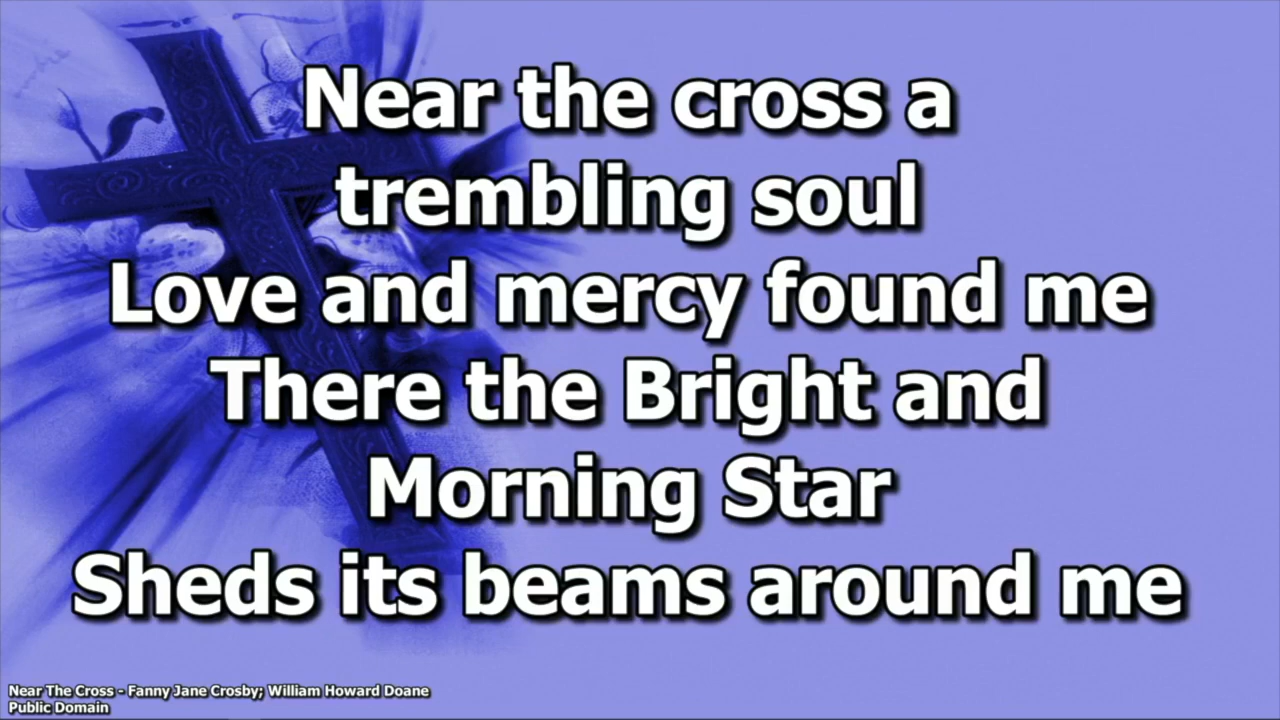 Near the cross a
trembling soul
Love and mercy found me
There the Bright and
Morning Star
Sheds its beams around me
Near The Cross - Fanny Jane Crosby; William Howard Doane
Public Domain